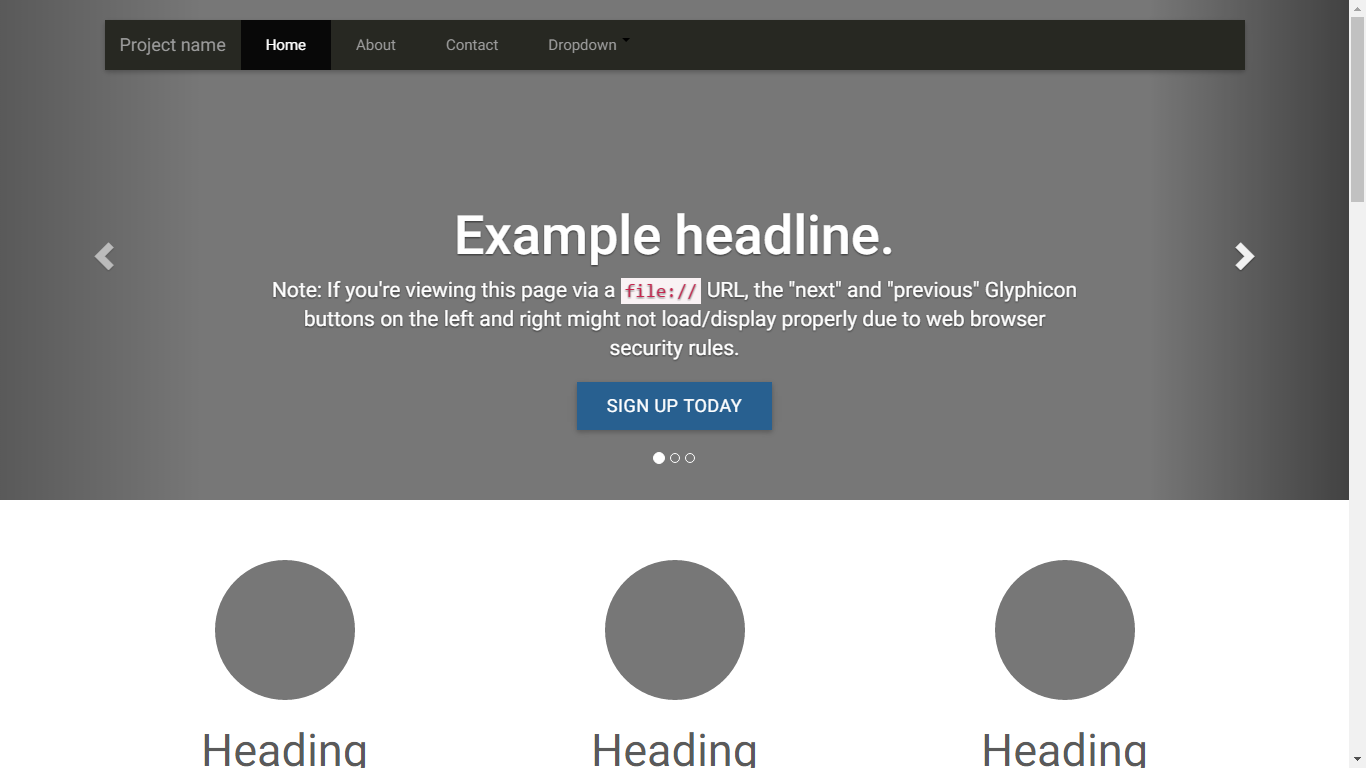 Project name Home About Contact Dropdown
Example headline.
Note: If you're viewing this page via a file:// URL, the "next" and "previous" Glyphicon
buttons on the left and right might not load/display properly due to web browser
security rules.
SIGN UP TODAY
Heading Heading Heading